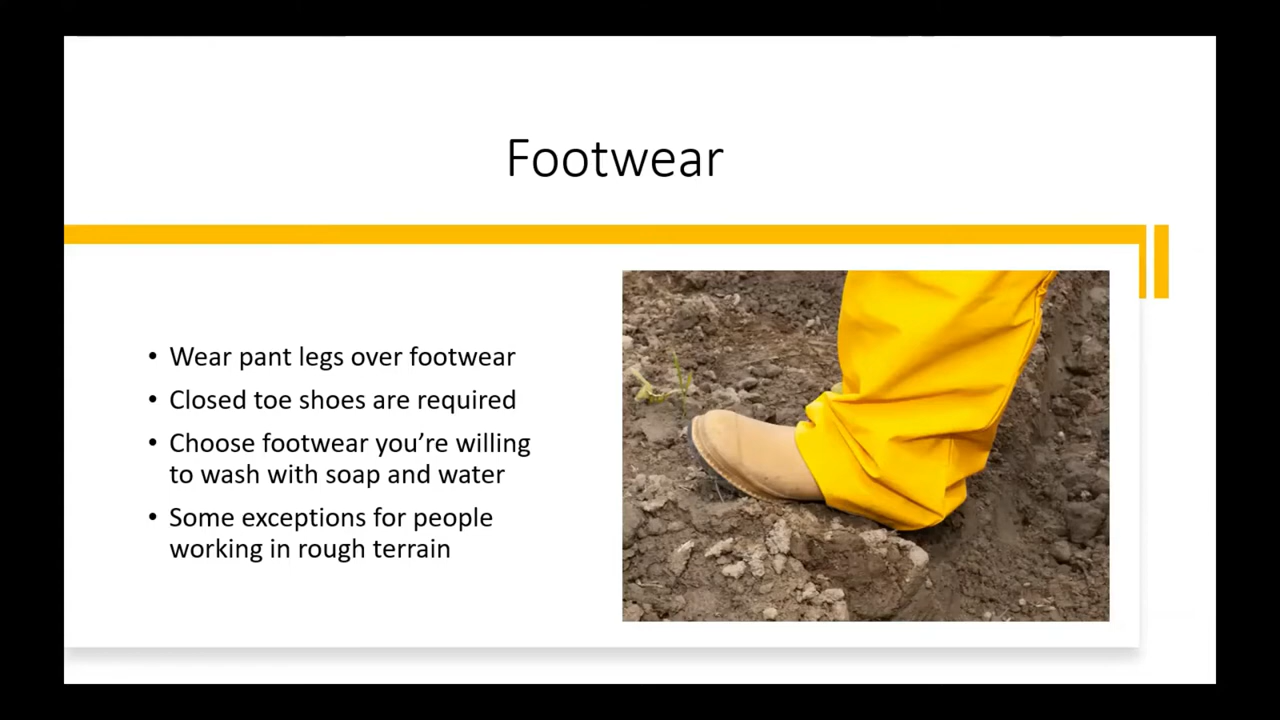 Footwear
• Wear pant legs over footwear
• Closed toe shoes are required
• Choose footwear you’re willing
to wash with soap and water
• Some exceptions for people
working in rough terrain